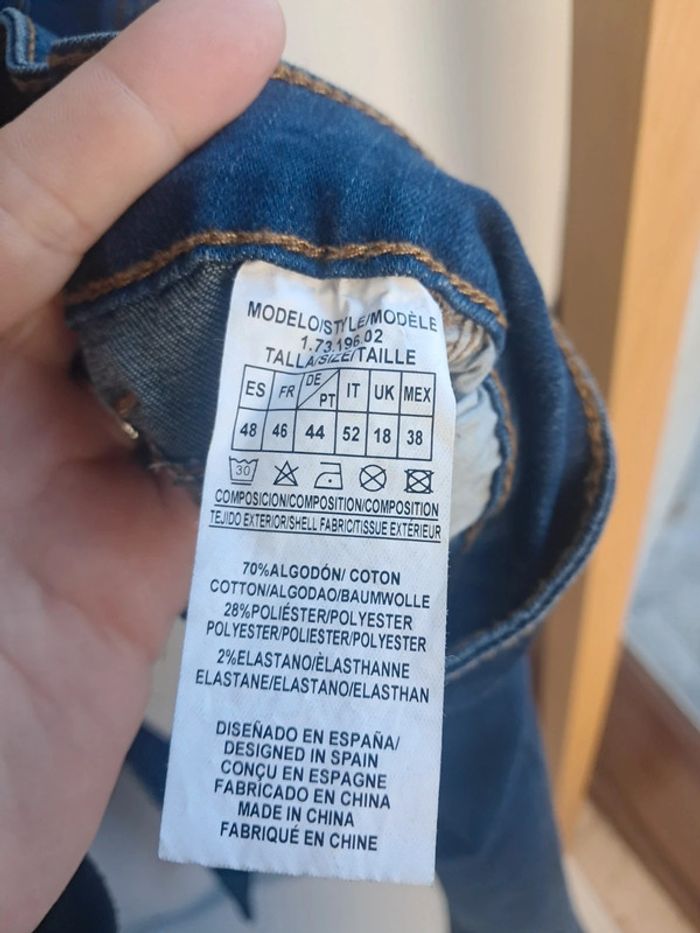 MODELO/STYLE/MODÈLE
1.73.196.02
TALLA/SIZE/TAILLE
ES FR DE PT IT UK MEX
48 46 44 52 18 38
30
COMPOSICION/COMPOSITION/COMPOSITION
TEJIDO EXTERIOR/SHELL FABRIC/TISSUE EXTÉRIEUR
70%ALGODÓN/ COTON
COTTON/ALGODAO/BAUMWOLLE
28%POLIÉSTER/POLYESTER
POLYESTER/POLIESTER/POLYESTER
2%ELASTANO/ÈLASTHANNE
ELASTANE/ELASTANO/ELASTHAN
DISEÑADO EN ESPAÑA/
DESIGNED IN SPAIN
CONÇU EN ESPAGNE
FABRICADO EN CHINA
MADE IN CHINA
FABRIQUÉ EN CHINE